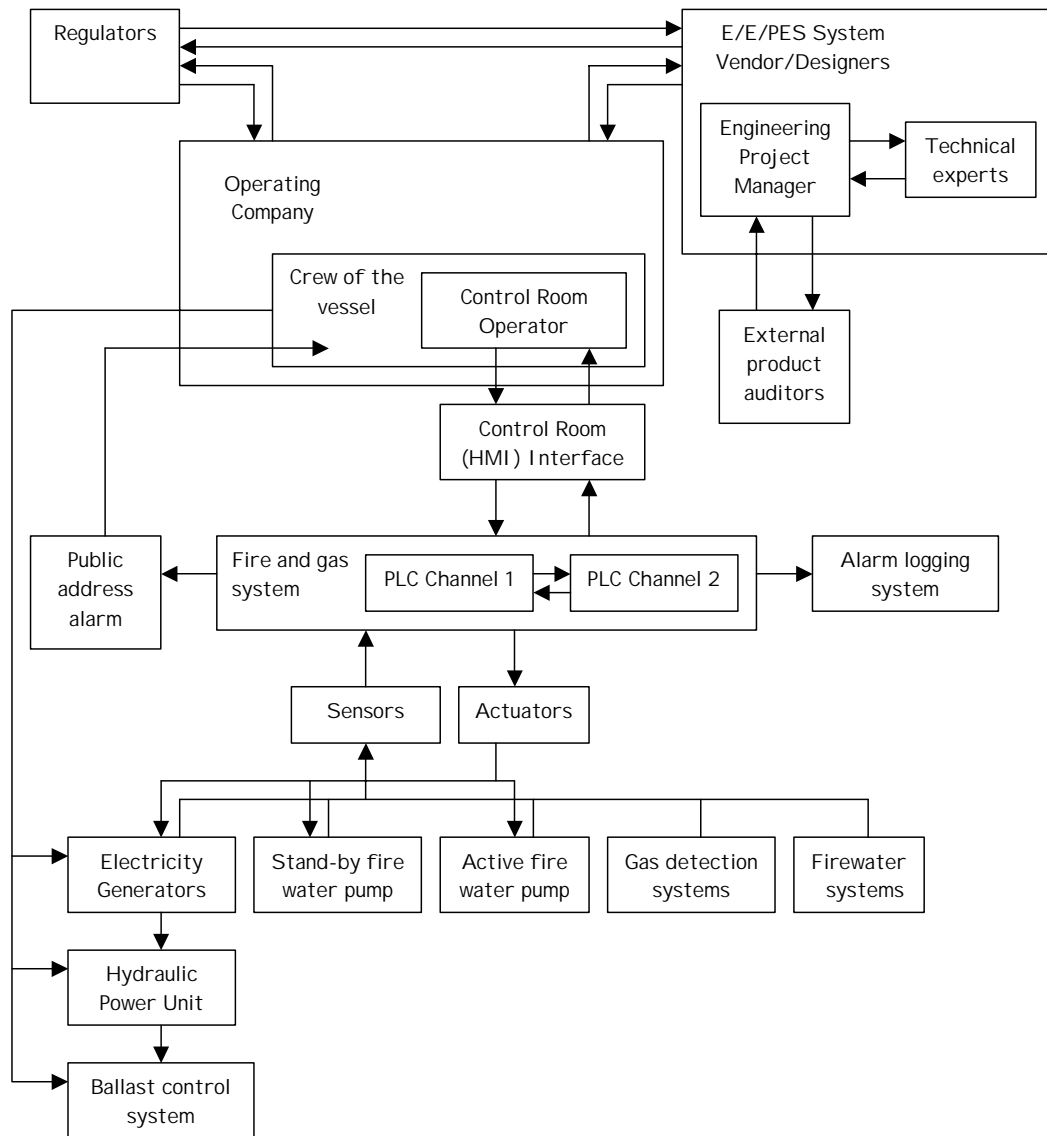 Regulators
E/E/PES System
Vendor/Designers
Engineering
Project
Manager
Technical
experts
Operating
Company
Crew of the
vessel
Control Room
Operator
External
product
auditors
Control Room
(HMI) Interface
Public
address
alarm
Fire and gas
system
PLC Channel 1
PLC Channel 2
Alarm logging
system
Sensors
Actuators
Electricity
Generators
Stand-by fire
water pump
Active fire
water pump
Gas detection
systems
Firewater
systems
Hydraulic
Power Unit
Ballast control
system